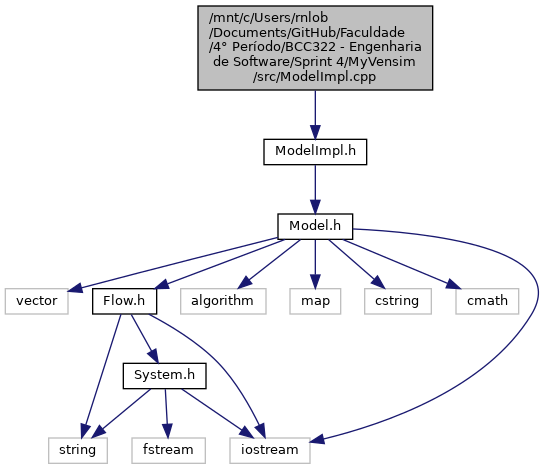 /mnt/c/Users/rnlob
/Documents/GitHub/Faculdade
/4° Período/BCC322 - Engenharia
de Software/Sprint 4/MyVensim
/src/ModelImpl.cpp
ModelImpl.h
Model.h
vector
Flow.h
algorithm
map
cstring
cmath
System.h
string
fstream
iostream